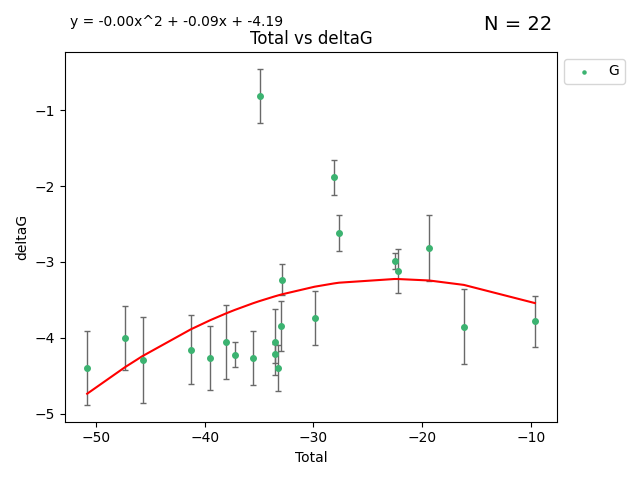 y = -0.00x^2 + -0.09x + -4.19
N = 22
Total vs deltaG
G
deltaG
−1
−2
−3
−4
−5
−50
−40
−30
−20
−10
Total